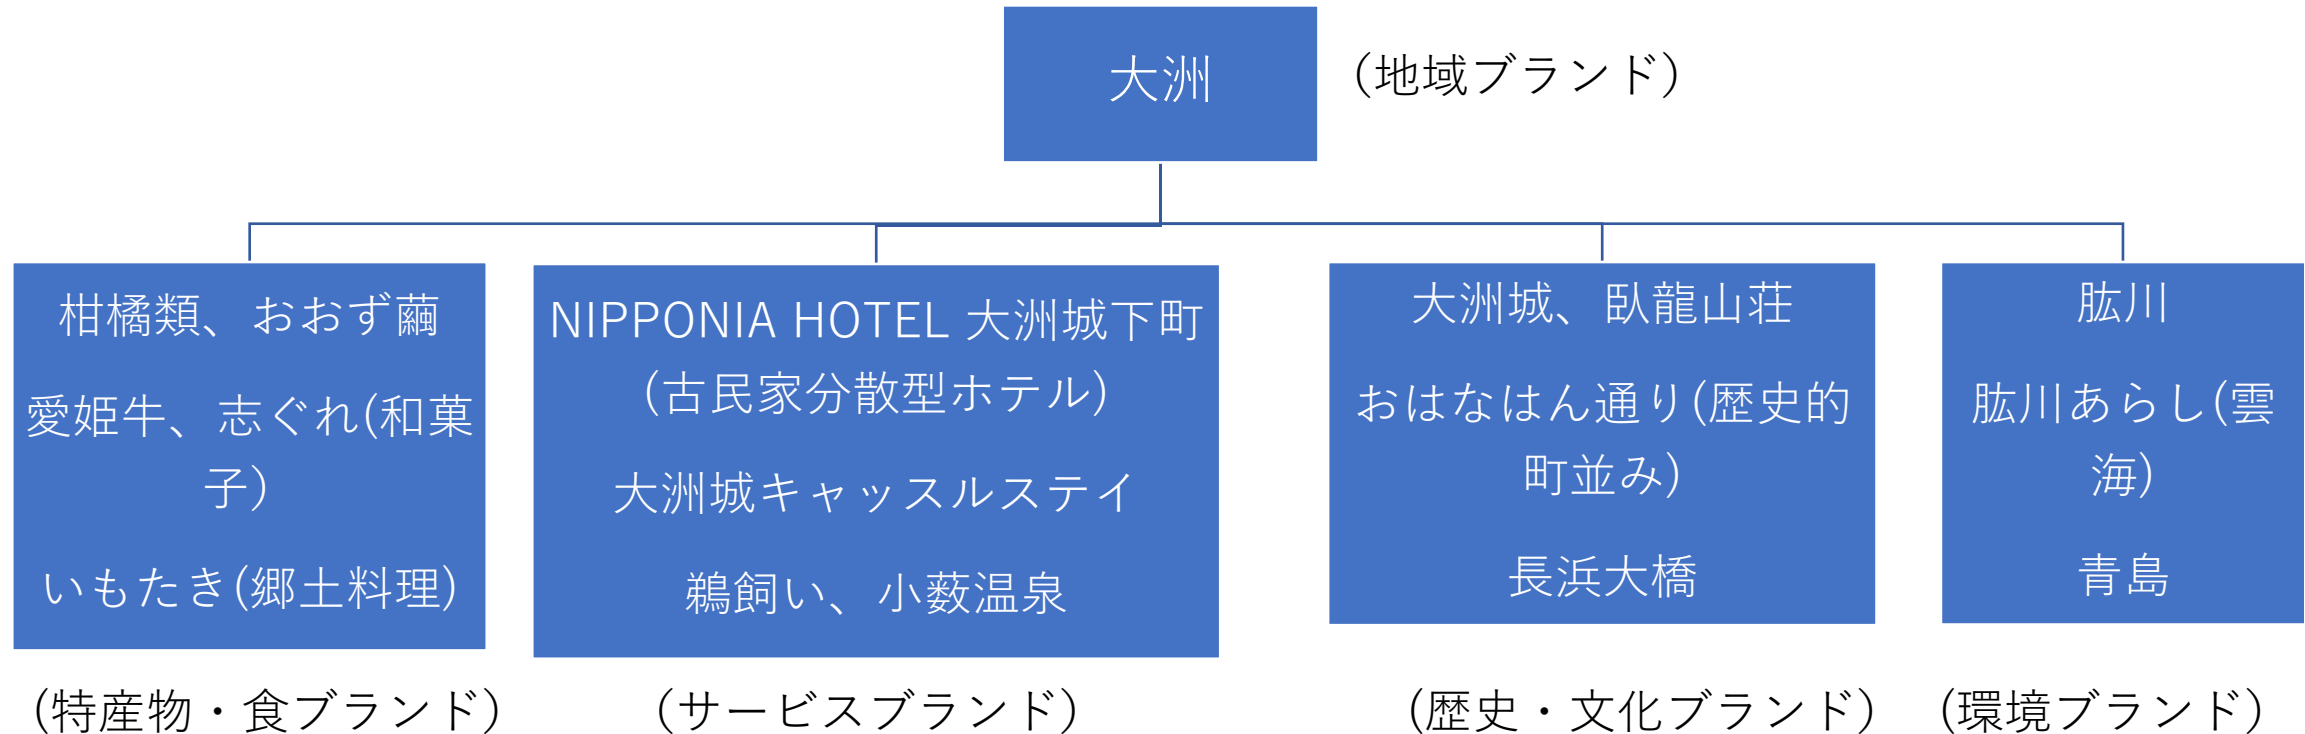 大洲
（地域ブランド）
柑橘類、おおず繭
愛姫牛、志ぐれ(和菓
子)
いもたき(郷土料理)
（特産物・食ブランド）
NIPPONIA HOTEL 大洲城下町
(古民家分散型ホテル)
大洲城キャッスルステイ
鵜飼い、小薮温泉
（サービスブランド）
大洲城、臥龍山荘
おはなはん通り(歴史的
町並み)
長浜大橋
（歴史・文化ブランド）
肱川
肱川あらし(雲
海)
青島
（環境ブランド）